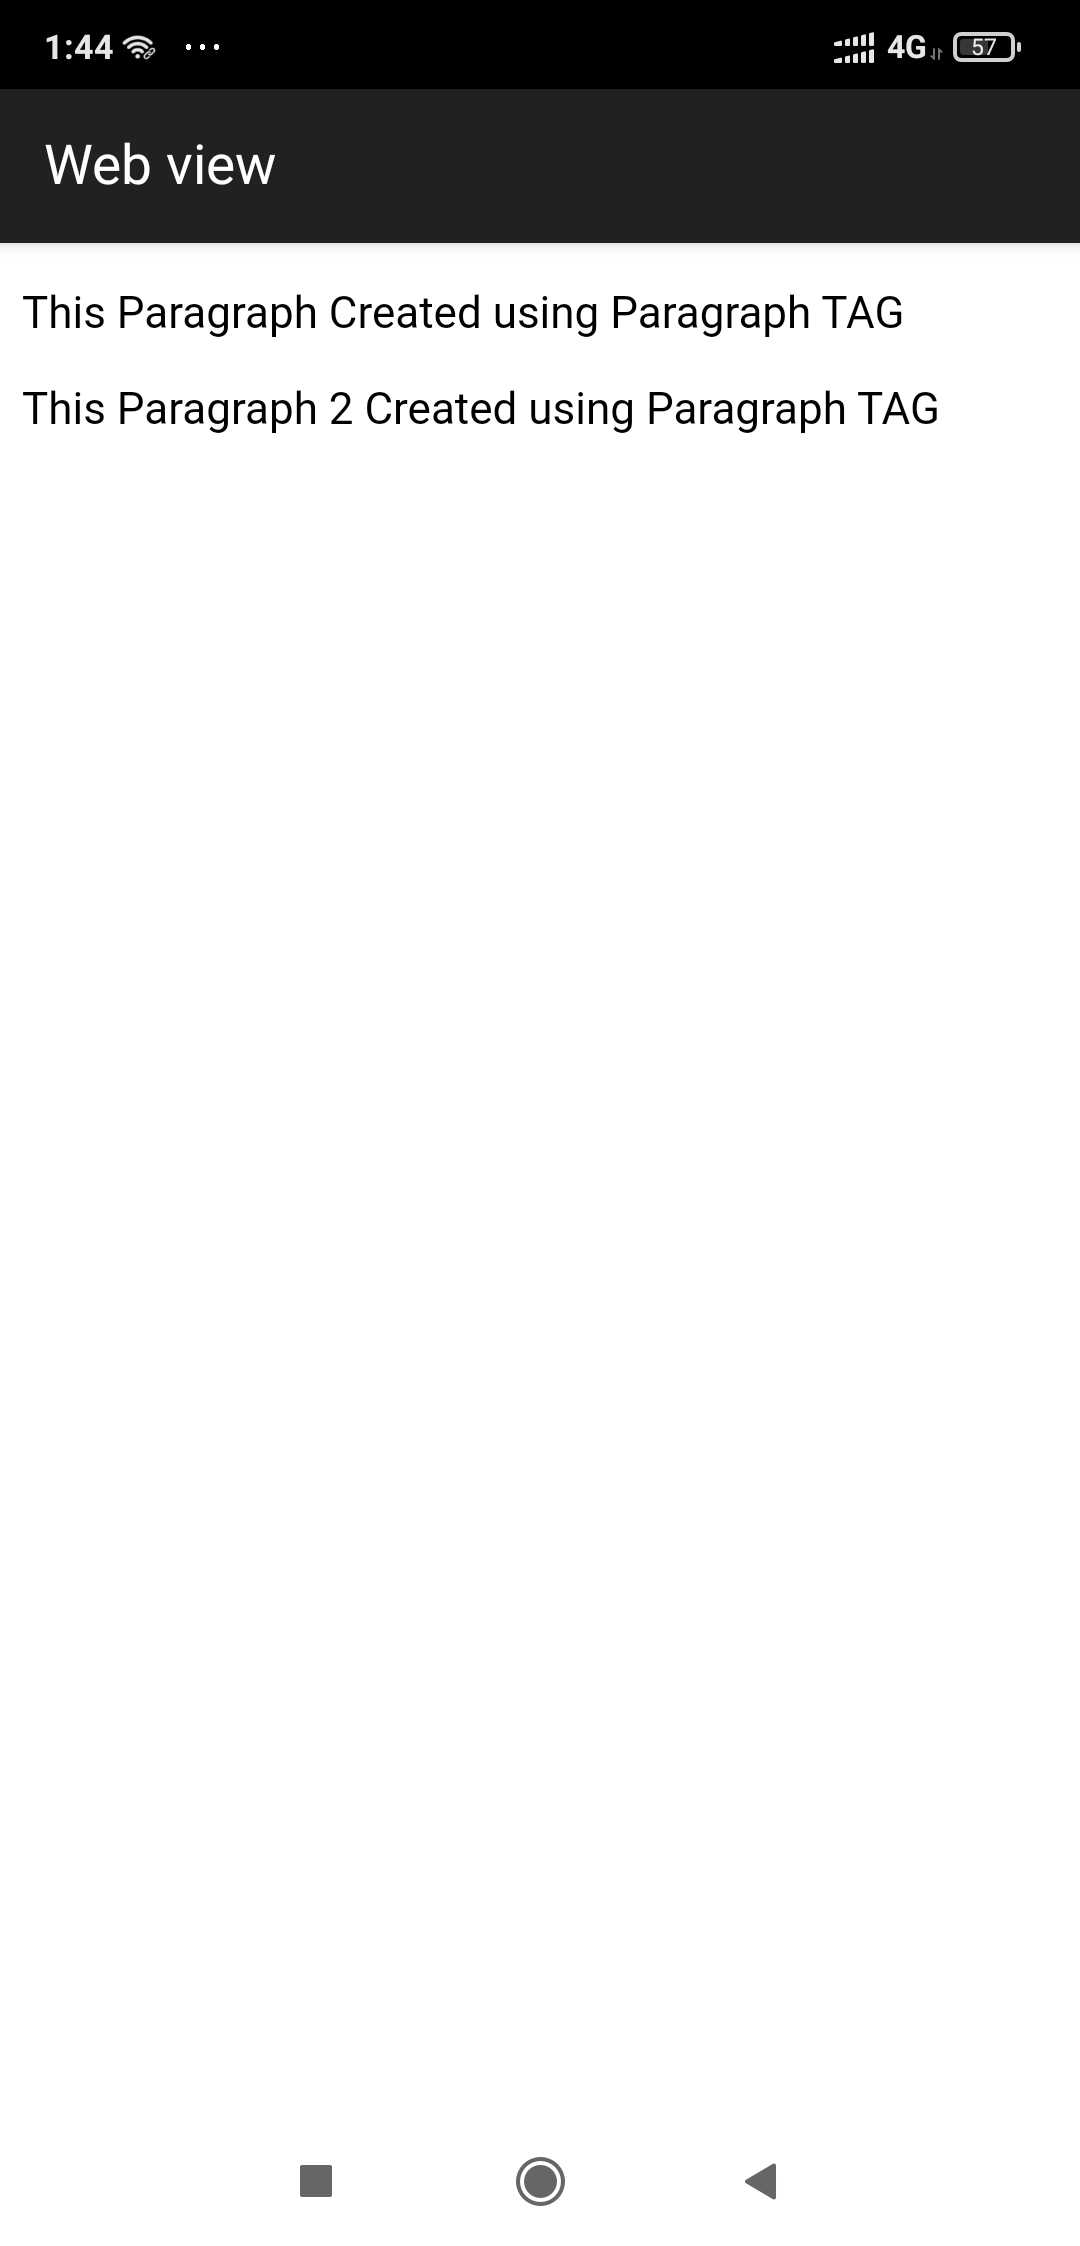 1:44 ... 4G 57
Web view
This Paragraph Created using Paragraph TAG
This Paragraph 2 Created using Paragraph TAG